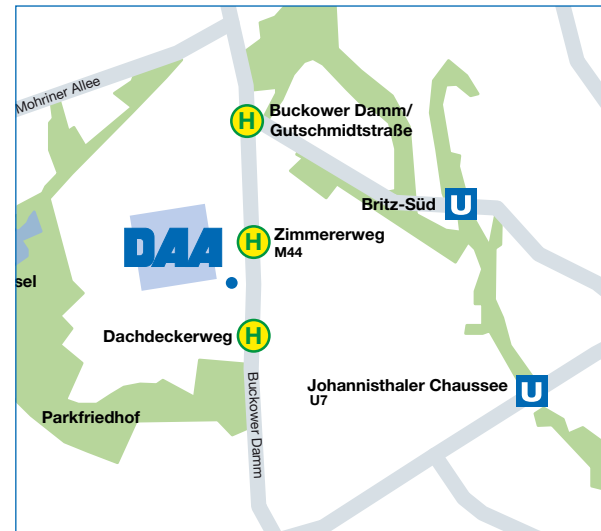 Mohriner Allee
H
Buckower Damm/
Gutschmidtstraße
Britz-Süd
U
DAA
H
Zimmererweg
M44
sel
Dachdeckerweg
H
Johannisthaler Chaussee
U7
U
Buckower Damm
Parkfriedhof